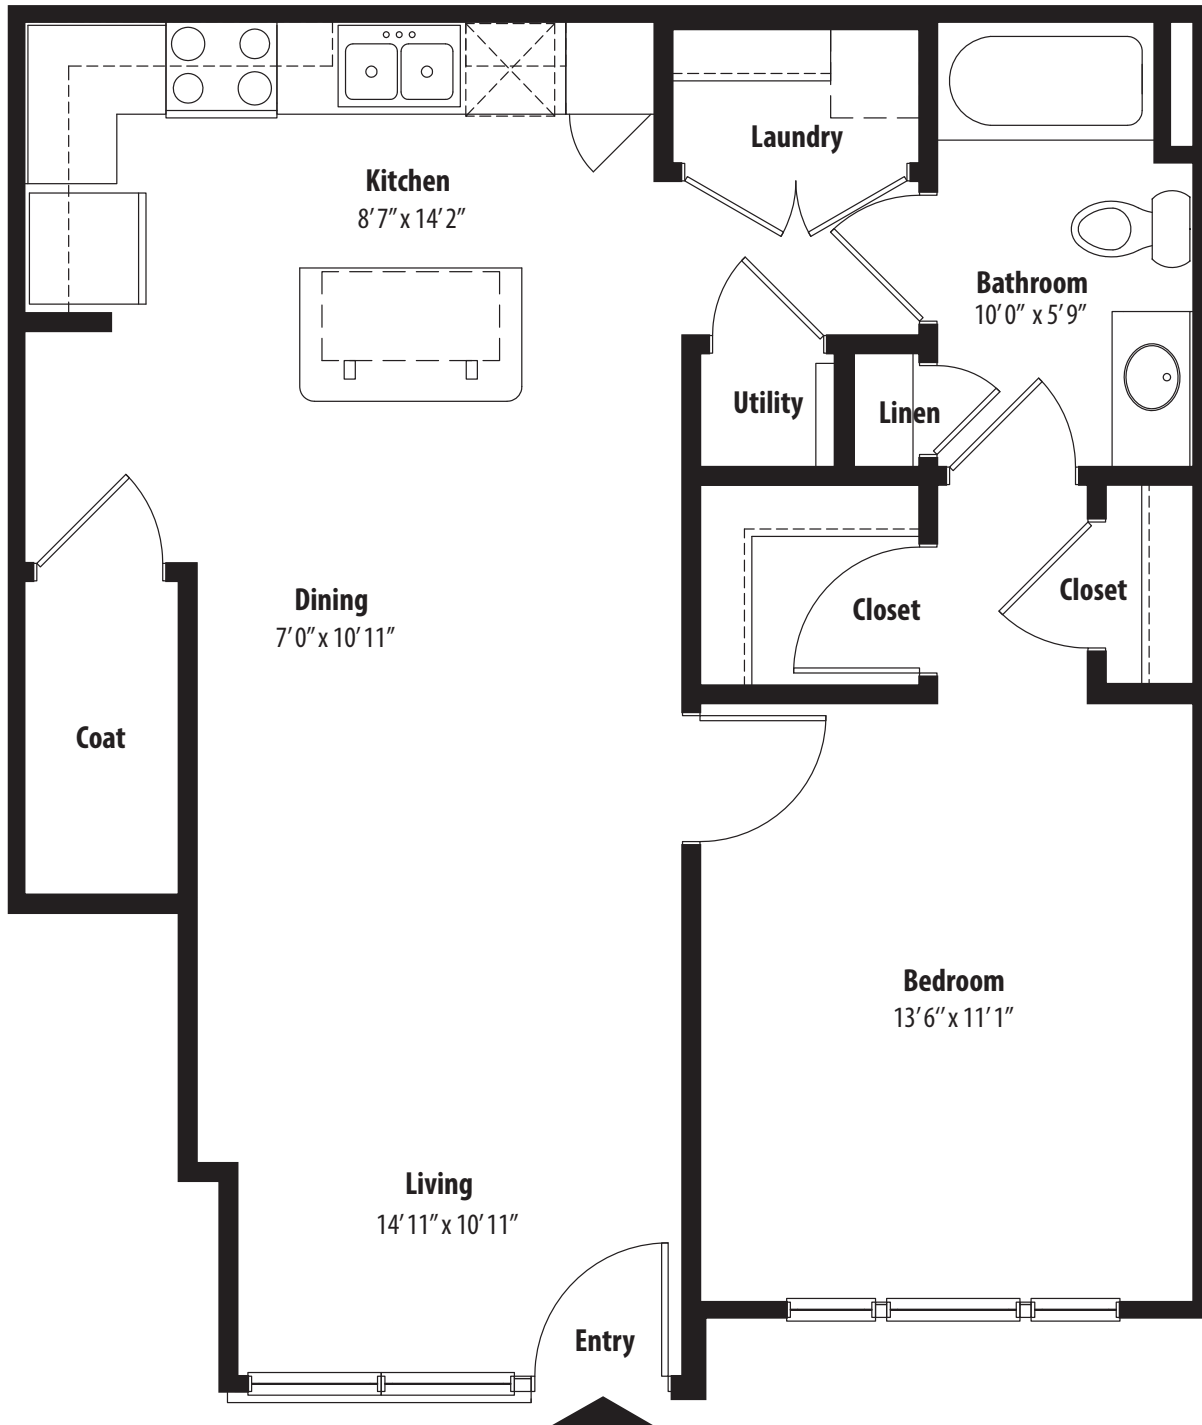 Laundry
Kitchen
8'7" x 14'2"
Bathroom
10'0" x 5'9"
Utility
Linen
Dining
7'0" x 10'11"
Closet
Closet
Coat
Bedroom
13'6" x 11'1"
Living
14'11" x 10'11"
Entry